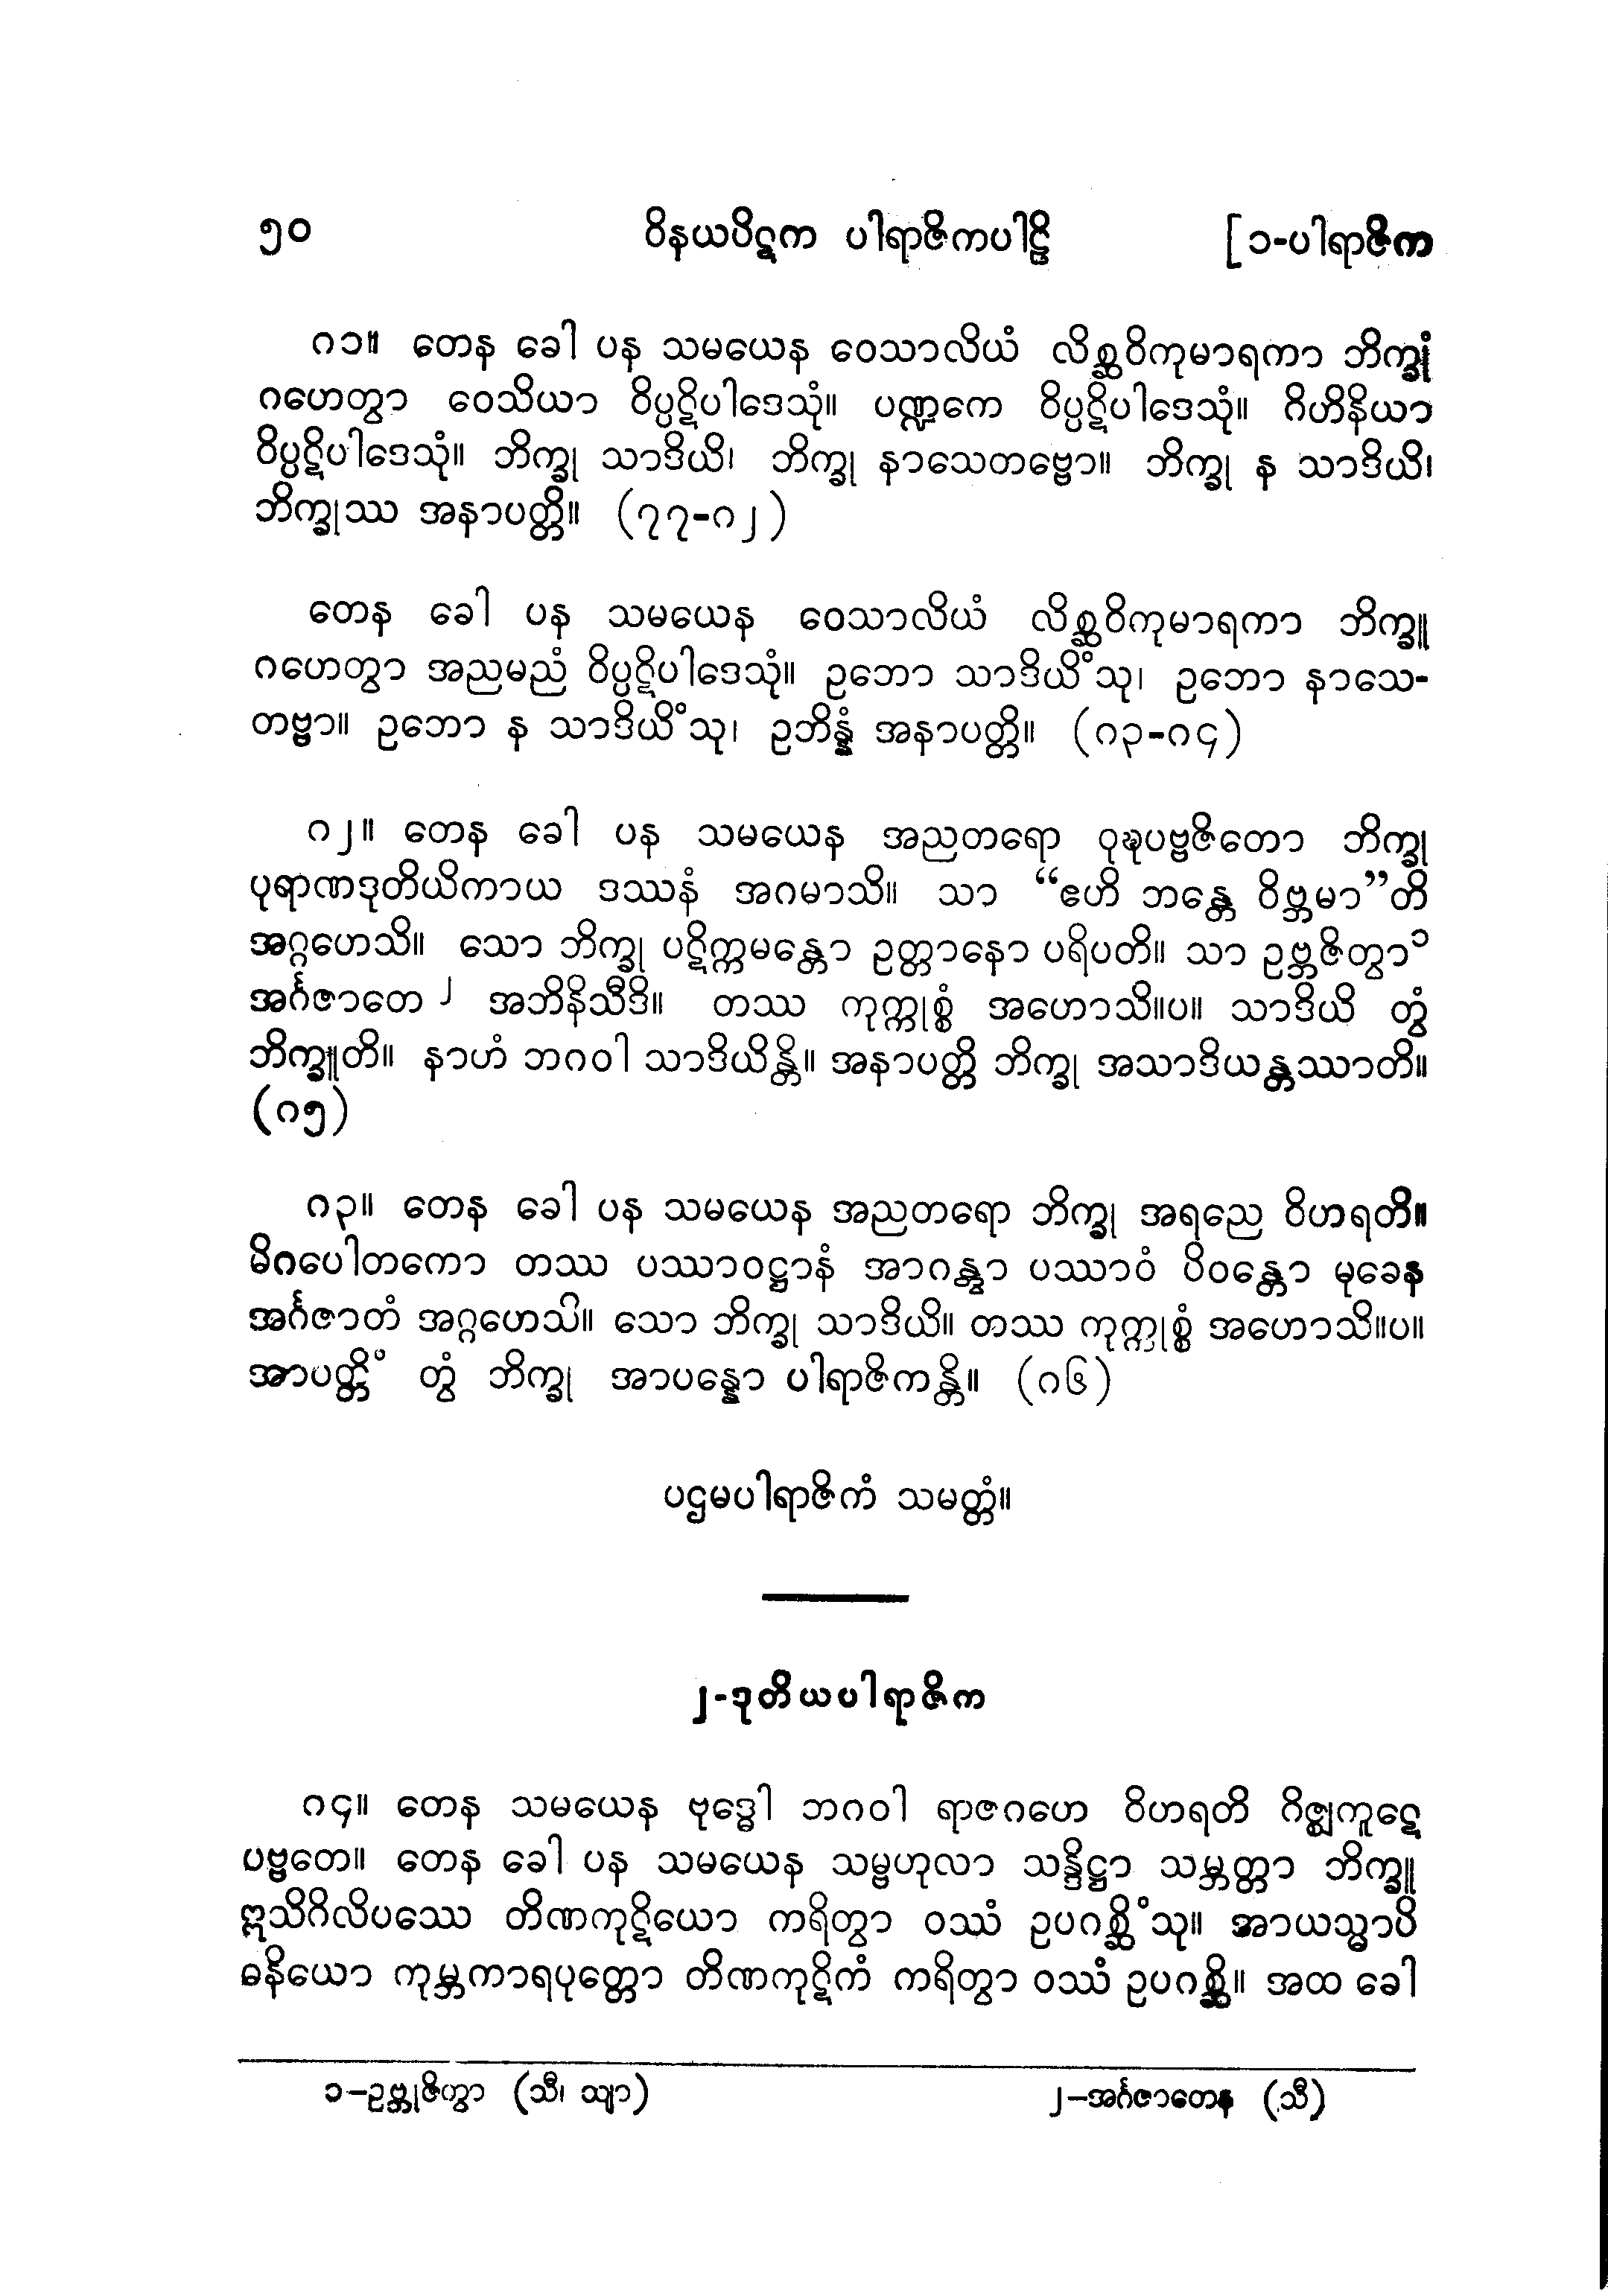 ၅၀ ဝိနယပိဋက ပါရာဇိကပါဠိ [၁-ပါရာဇိက
၈၁။ တေန ခေါ ပန သမယေန ဝေသာလိယံ လိစ္ဆဝိကုမာရကာ ဘိက္ခုံ
ဂဟေတွာ ဝေသိယာ ဝိပ္ပဋိပါဒေသုံ။ ပဏ္ဍကေ ဝိပ္ပဋိပါဒေသုံ။ ဂိဟိနိယာ
ဝိပ္ပဋိပါဒေသုံ။ ဘိက္ခု သာဒိယိ၊ ဘိက္ခု နာသေတဗ္ဗော။ ဘိက္ခု န သာဒိယိ၊
ဘိက္ခုဿ အနာပတ္တိ။ (၇၇-၈၂)
တေန ခေါ ပန သမယေန ဝေသာလိယံ လိစ္ဆဝိကုမာရကာ ဘိက္ခူ
ဂဟေတွာ အညမညံ ဝိပ္ပဋိပါဒေသုံ။ ဥဘော သာဒိယိံသု၊ ဥဘော နာသေ-
တဗ္ဗာ။ ဥဘော န သာဒိယိံသု၊ ဥဘိန္နံ အနာပတ္တိ။ (၈၃-၈၄)
၈၂။ တေန ခေါ ပန သမယေန အညတရော ဝုဍ္ဎပဗ္ဗဇိတော ဘိက္ခု
ပုရာဏဒုတိယိကာယ ဒဿနံ အဂမာသိ။ သာ “ဧဟိ ဘန္တေ ဝိဗ္ဘမာ”တိ
အဂ္ဂဟေသိ။ သော ဘိက္ခု ပဋိက္ကမန္တော ဥတ္တာနော ပရိပတိ။ သာ ဥဗ္ဘဇိတွာ၁
အင်္ဂဇာတေ၂ အဘိနိသီဒိ။ တဿ ကုက္ကုစ္စံ အဟောသိ။ပ။ သာဒိယိ တွံ
ဘိက္ခူတိ။ နာဟံ ဘဂဝါ သာဒိယိန္တိ။ အနာပတ္တိ ဘိက္ခု အသာဒိယန္တဿာတိ။
(၈၅)
၈၃။ တေန ခေါ ပန သမယေန အညတရော ဘိက္ခု အရညေ ဝိဟရတိ။
မိဂပေါတကော တဿ ပဿာဝဋ္ဌာနံ အာဂန္တွာ ပဿာဝံ ပိဝန္တော မုခေန
အင်္ဂဇာတံ အဂ္ဂဟေသိ။ သော ဘိက္ခု သာဒိယိ။ တဿ ကုက္ကုစ္စံ အဟောသိ။ပ။
အာပတ္တိံ တွံ ဘိက္ခု အာပန္နော ပါရာဇိကန္တိ။ (၈၆)
ပဌမပါရာဇိကံ သမတ္တံ။
၂-ဒုတိယပါရာဇိက
၈၄။ တေန သမယေန ဗုဒ္ဓေါ ဘဂဝါ ရာဇဂဟေ ဝိဟရတိ ဂိဇ္ဈကူဋေ
ပဗ္ဗတေ။ တေန ခေါ ပန သမယေန သမ္ဗဟုလာ သန္ဒိဋ္ဌာ သမ္ဘတ္တာ ဘိက္ခူ
ဣသိဂိလိပဿေ တိဏကုဋိယော ကရိတွာ ဝဿံ ဥပဂစ္ဆိံသု။ အာယသ္မာပိ
ဓနိယော ကုမ္ဘကာရပုတ္တော တိဏကုဋိကံ ကရိတွာ ဝဿံ ဥပဂစ္ဆိ။ အထ ခေါ
၁-ဥဗ္ဘုဇိတွာ (သီ၊ သျာ) ၂-အင်္ဂဇာတေန (သီ)